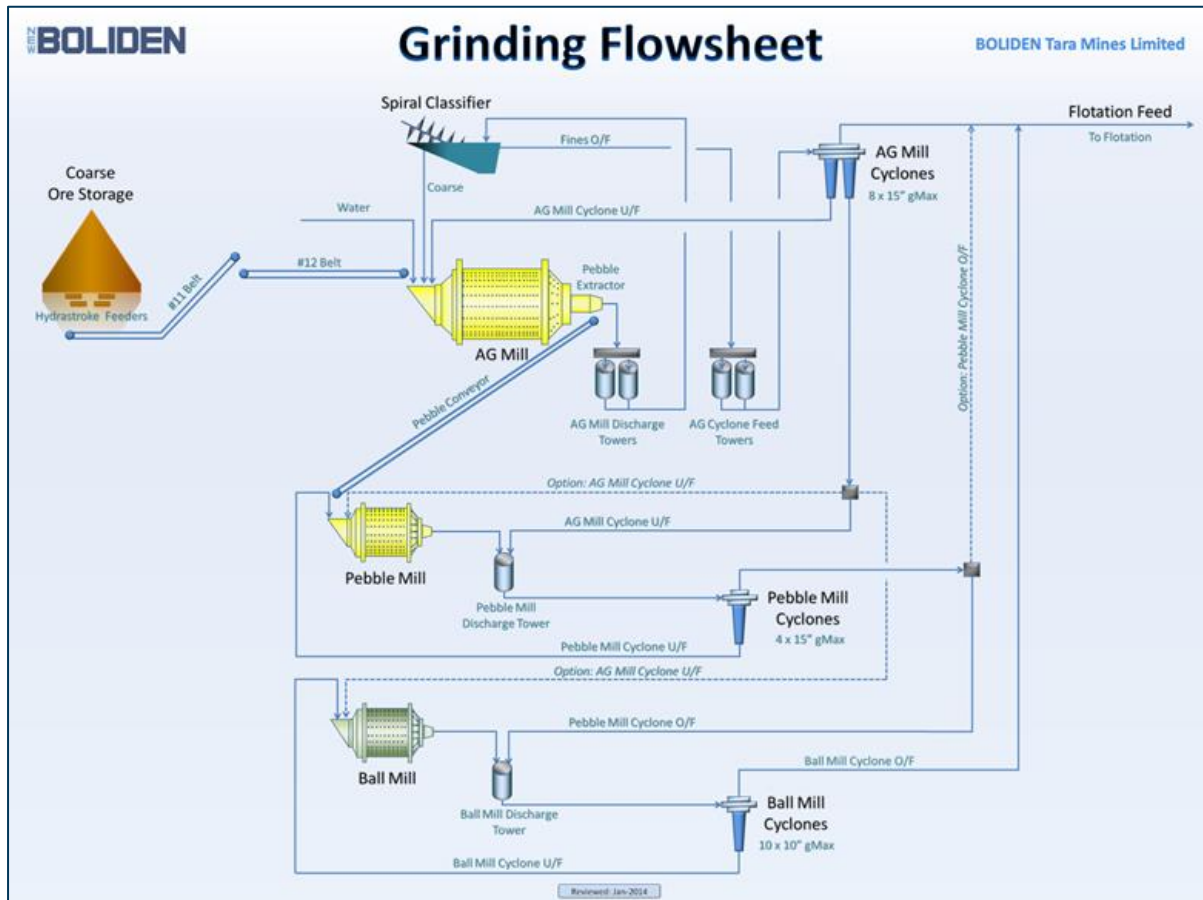 NEW BOLIDEN
Grinding Flowsheet
BOLIDEN Tara Mines Limited
Spiral Classifier
Flotation Feed
To Flotation
Fines O/F
AG Mill
Cyclones
8 x 15" gMax
Coarse
Ore Storage
Coarse
Water
AG Mill Cyclone U/F
#12 Belt
#11 Belt
Hydrastroke Feeders
Pebble
Extractor
AG Mill
Option: Pebble Mill Cyclone O/F
Pebble Conveyor
AG Mill Discharge
Towers
AG Cyclone Feed
Towers
Option: AG Mill Cyclone U/F
AG Mill Cyclone U/F
Pebble Mill
Pebble Mill
Discharge Tower
Pebble Mill
Cyclones
4 x 15" gMax
Pebble Mill Cyclone U/F
Option: AG Mill Cyclone U/F
Pebble Mill Cyclone O/F
Ball Mill Cyclone O/F
Ball Mill
Ball Mill Discharge
Tower
Ball Mill
Cyclones
10 x 10" gMax
Ball Mill Cyclone U/F
Reviewed: Jan-2014